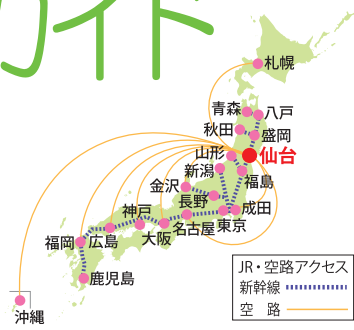 ガイド
札幌
青森
八戸
秋田
盛岡
山形
仙台
新潟
福島
金沢
長野
成田
神戸
東京
名古屋
大阪
福岡
広島
鹿児島
沖縄
JR・空路アクセス
新幹線
空 路